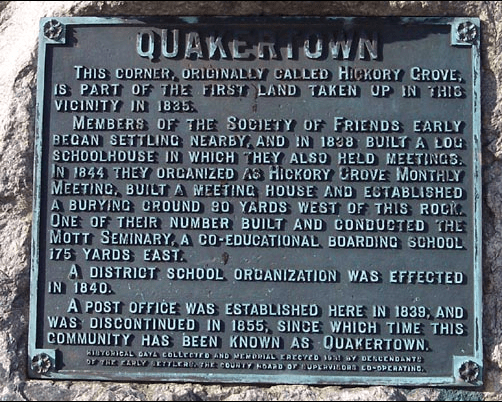 QUAKERTOWN
THIS CORNER, ORIGINALLY CALLED HICKORY GROVE,
IS PART OF THE FIRST LAND TAKEN UP IN THIS
VICINITY IN 1835.
MEMBERS OF THE SOCIETY OF FRIENDS EARLY
BEGAN SETTLING NEARBY, AND IN 1838 BUILT A LOG
SCHOOLHOUSE IN WHICH THEY ALSO HELD MEETINGS.
IN 1844 THEY ORGANIZED AS HICKORY GROVE MONTHLY
MEETING, BUILT A MEETING HOUSE AND ESTABLISHED
A BURYING GROUND 90 YARDS WEST OF THIS ROCK.
ONE OF THEIR NUMBER BUILT AND CONDUCTED THE
MOTT SEMINARY, A CO-EDUCATIONAL BOARDING SCHOOL
175 YARDS EAST.
A DISTRICT SCHOOL ORGANIZATION WAS EFFECTED
IN 1840.
A POST OFFICE WAS ESTABLISHED HERE IN 1839, AND
WAS DISCONTINUED IN 1855, SINCE WHICH TIME THIS
COMMUNITY HAS BEEN KNOWN AS QUAKERTOWN.
HISTORICAL DATA COLLECTED AND MEMORIAL ERECTED 1931 BY DESCENDANTS
OF THE EARLY SETTLERS, THE COUNTY BOARD OF SUPERVISORS CO-OPERATING.